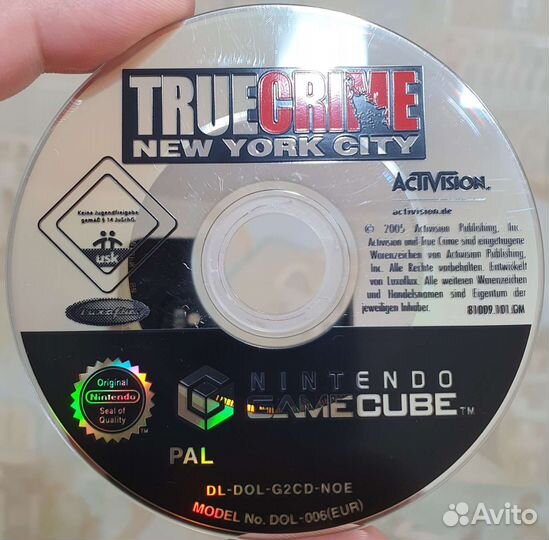 TRUE CRIME
NEW YORK CITY
ACTIVISION.
activision.de
Keine Jugendfreigabe
gemäß § 14 JuSchG.
usk
Luxoflux
© 2005 Activision Publishing, Inc.
Activision und True Crime sind eingetragene
Warenzeichen von Activision Publishing,
Inc. Alle Rechte vorbehalten. Entwickelt
von Luxoflux. Alle weiteren Warenzeichen
und Handelsnamen sind Eigentum der
jeweiligen Inhaber.
81009.101.GM
Original
Nintendo
Seal of
Quality
TM
NINTENDO
GAMECUBE TM
PAL
DL-DOL-G2CD-NOE
MODEL No. DOL-006(EUR)
Avito